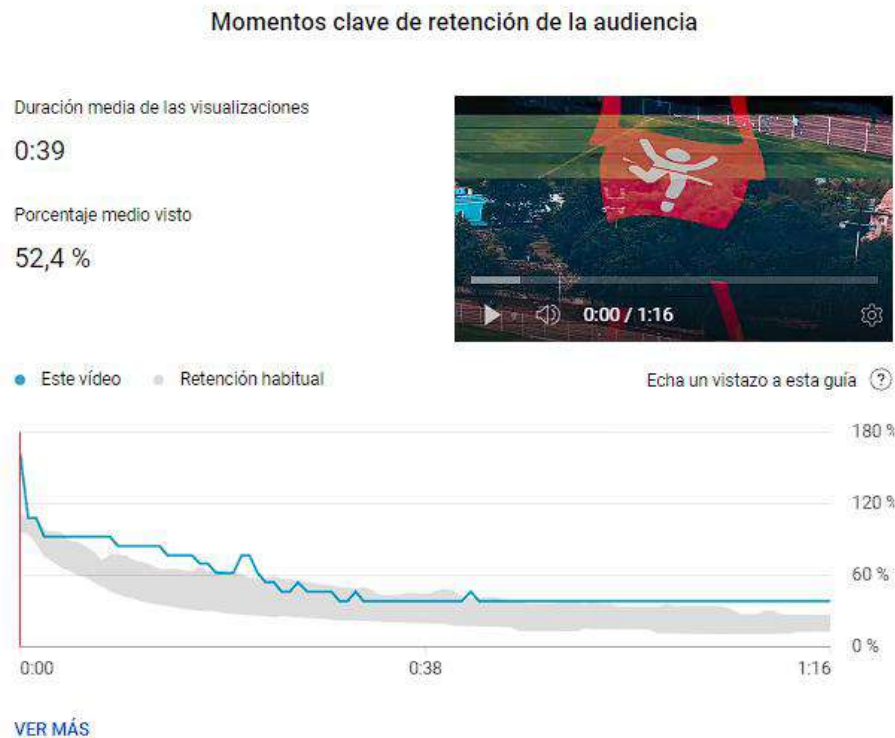 Momentos clave de retención de la audiencia
Duración media de las visualizaciones
0:39
Porcentaje medio visto
52,4 %
0:00 / 1:16
Este vídeo
Retención habitual
Echa un vistazo a esta guía ?
180 %
120 %
60 %
0 %
0:00
0:38
1:16
VER MÁS